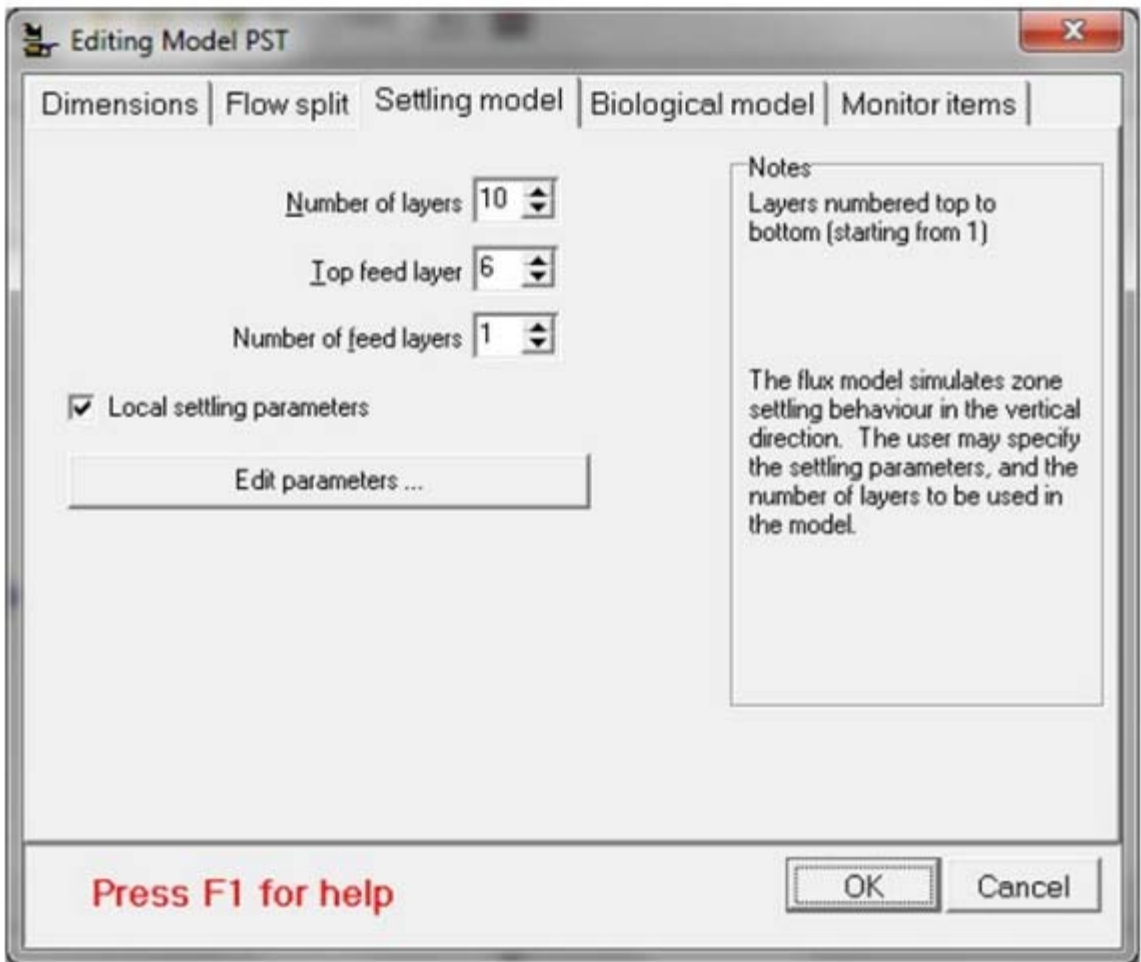 Editing Model PST
x
Dimensions Flow split Settling model Biological model Monitor items
Number of layers 10
Top feed layer 6
Number of feed layers 1
Local settling parameters
Edit parameters ...
Notes
Layers numbered top to
bottom (starting from 1)
The flux model simulates zone
settling behaviour in the vertical
direction. The user may specify
the settling parameters, and the
number of layers to be used in
the model.
Press F1 for help
OK Cancel